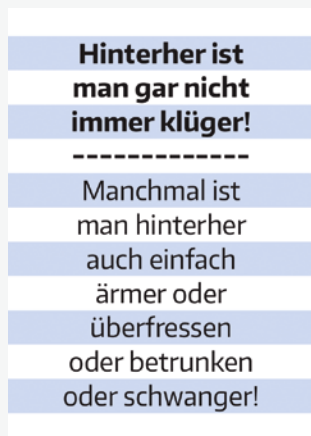 Hinterher ist
man gar nicht
immer klüger!
-------------
Manchmal ist
man hinterher
auch einfach
ärmer oder
überfressen
oder betrunken
oder schwanger!